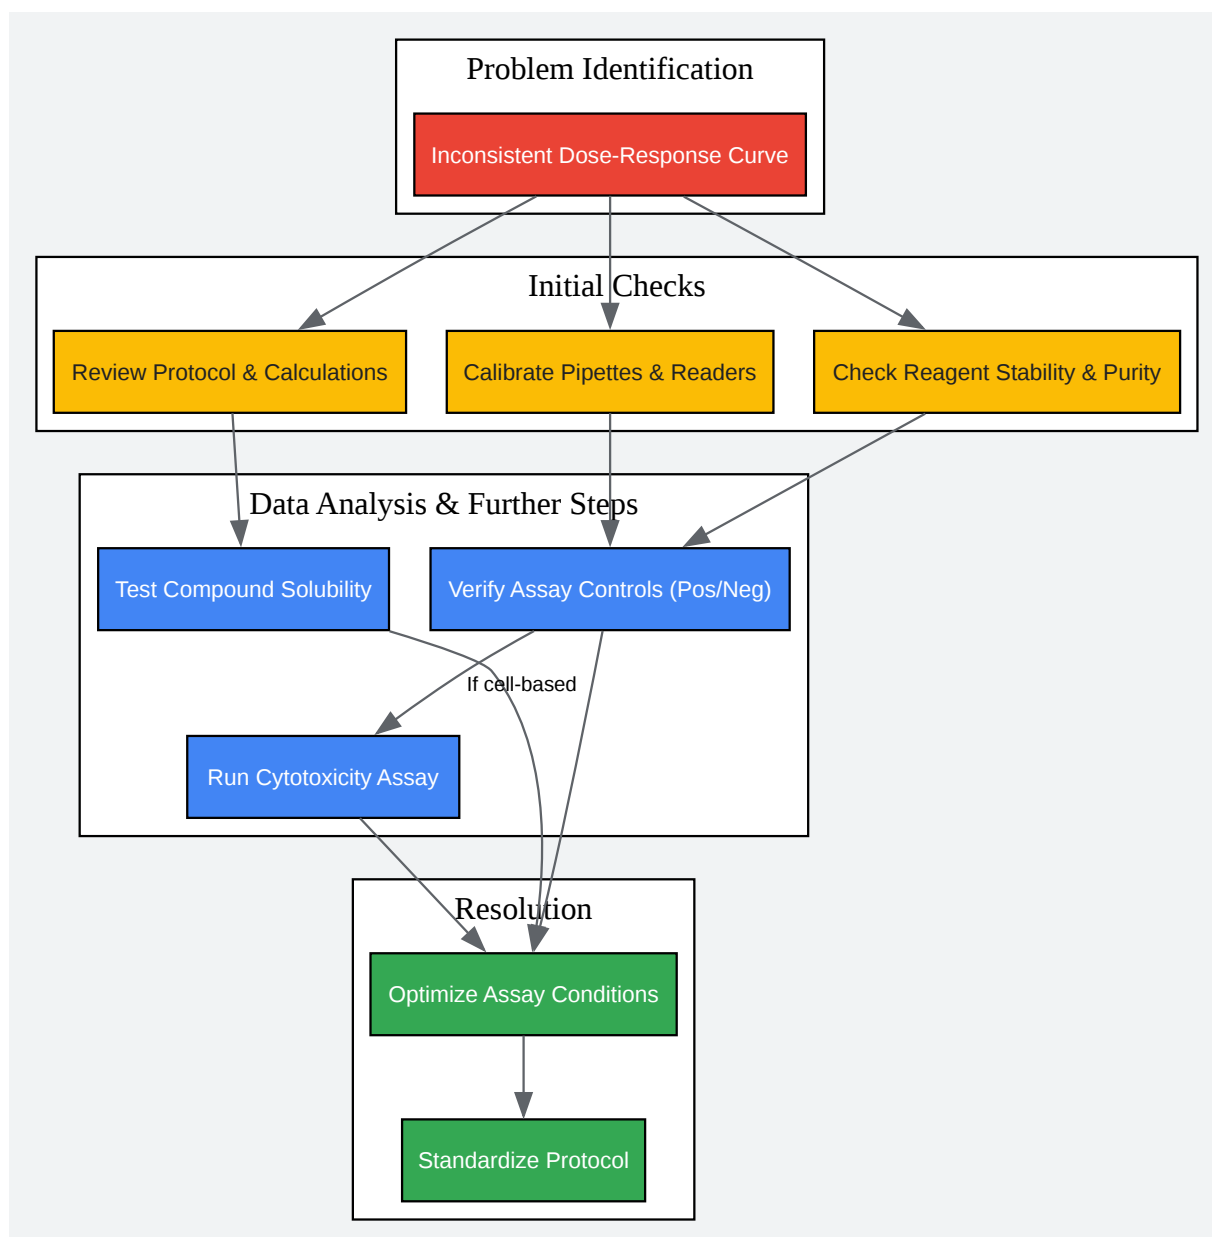 Problem Identification
Inconsistent Dose-Response Curve
Initial Checks
Review Protocol & Calculations
Calibrate Pipettes & Readers
Check Reagent Stability & Purity
Data Analysis & Further Steps
Test Compound Solubility
Verify Assay Controls (Pos/Neg)
If cell-based
Run Cytotoxicity Assay
Resolution
Optimize Assay Conditions
Standardize Protocol